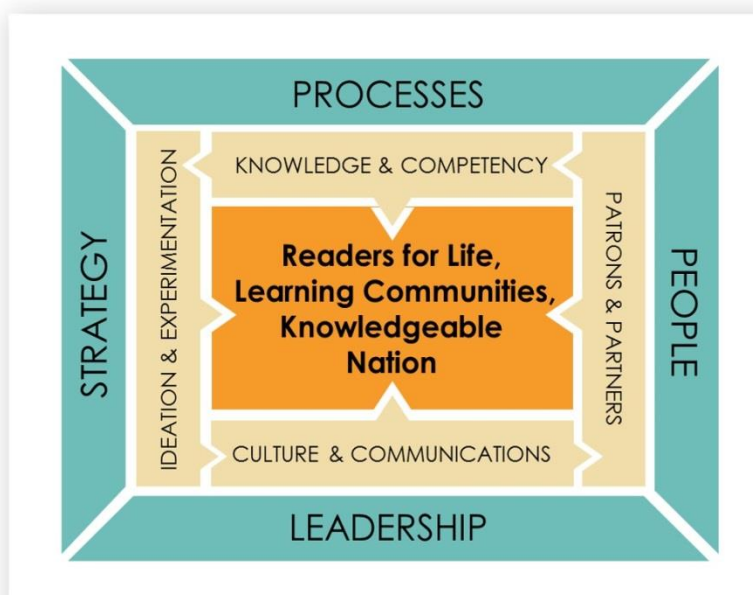 PROCESSES
KNOWLEDGE & COMPETENCY
STRATEGY
IDEATION & EXPERIMENTATION
Readers for Life,
Learning Communities,
Knowledgeable
Nation
PATRONS & PARTNERS
PEOPLE
CULTURE & COMMUNICATIONS
LEADERSHIP